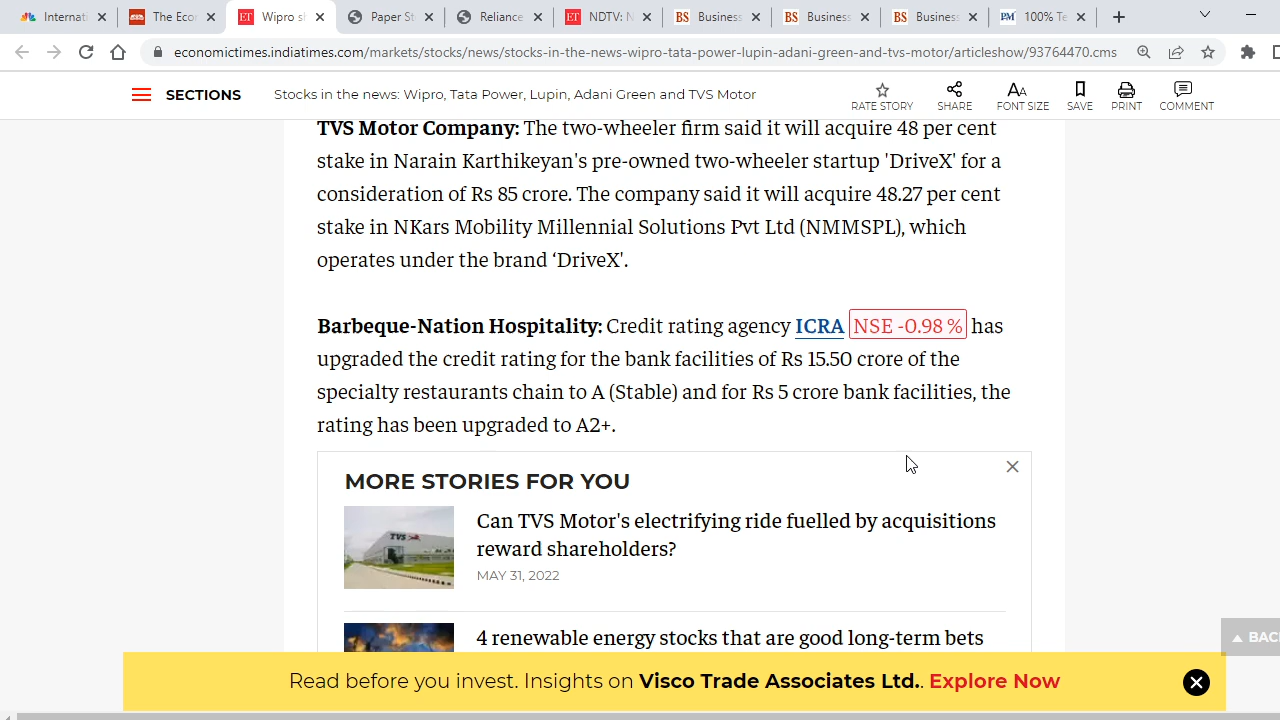 Internati
The Econ
Wipro s
Paper S
Reliance
NDTV: N
Business
Business
Business
100% Te
economictimes.indiatimes.com/markets/stocks/news/stocks-in-the-news-wipro-tata-power-lupin-adani-green-and-tvs-motor/articleshow/93764470.cms
SECTIONS
Stocks in the news: Wipro, Tata Power, Lupin, Adani Green and TVS Motor
RATE STORY
SHARE
FONT SIZE
SAVE
PRINT
COMMENT
TVS Motor Company: The two-wheeler firm said it will acquire 48 per cent
stake in Narain Karthikeyan's pre-owned two-wheeler startup 'DriveX' for a
consideration of Rs 85 crore. The company said it will acquire 48.27 per cent
stake in NKars Mobility Millennial Solutions Pvt Ltd (NMMSPL), which
operates under the brand ‘DriveX’.
Barbeque-Nation Hospitality: Credit rating agency ICRA NSE -0.98 % has
upgraded the credit rating for the bank facilities of Rs 15.50 crore of the
specialty restaurants chain to A (Stable) and for Rs 5 crore bank facilities, the
rating has been upgraded to A2+.
MORE STORIES FOR YOU
TVS
Can TVS Motor's electrifying ride fuelled by acquisitions
reward shareholders?
MAY 31, 2022
4 renewable energy stocks that are good long-term bets
BACK
Read before you invest. Insights on Visco Trade Associates Ltd.. Explore Now